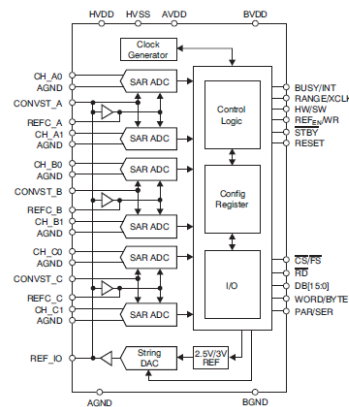 HVDD HVSS AVDD BVDD
Clock
Generator
CH_A0
AGND
SAR ADC
CONVST_A
REFC_A
CH_A1
AGND
SAR ADC
CH_B0
AGND
SAR ADC
CONVST_B
REFC_B
CH_B1
AGND
SAR ADC
CH_C0
AGND
SAR ADC
CONVST_C
REFC_C
CH_C1
AGND
SAR ADC
REF_IO
String
DAC
2.5V/3V
REF
Control
Logic
Config
Register
I/O
BUSY/INT
RANGE/XCLK
HW/SW
REFEN/WR
STBY
RESET
CS/FS
RD
DB[15:0]
WORD/BYTE
PAR/SER
AGND BGND